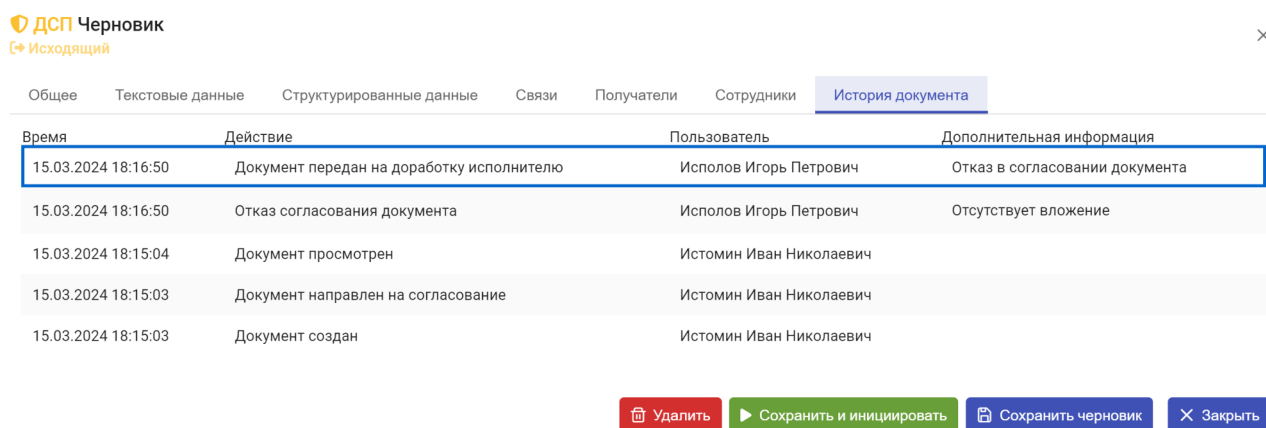 ДСП Черновик
Исходящий
Общее Текстовые данные Структурированные данные Связи Получатели Сотрудники История документа
Время Действие Пользователь Дополнительная информация
15.03.2024 18:16:50 Документ передан на доработку исполнителю Исполов Игорь Петрович Отказ в согласовании документа
15.03.2024 18:16:50 Отказ согласования документа Исполов Игорь Петрович Отсутствует вложение
15.03.2024 18:15:04 Документ просмотрен Истомин Иван Николаевич
15.03.2024 18:15:03 Документ направлен на согласование Истомин Иван Николаевич
15.03.2024 18:15:03 Документ создан Истомин Иван Николаевич
Удалить Сохранить и инициировать Сохранить черновик Закрыть